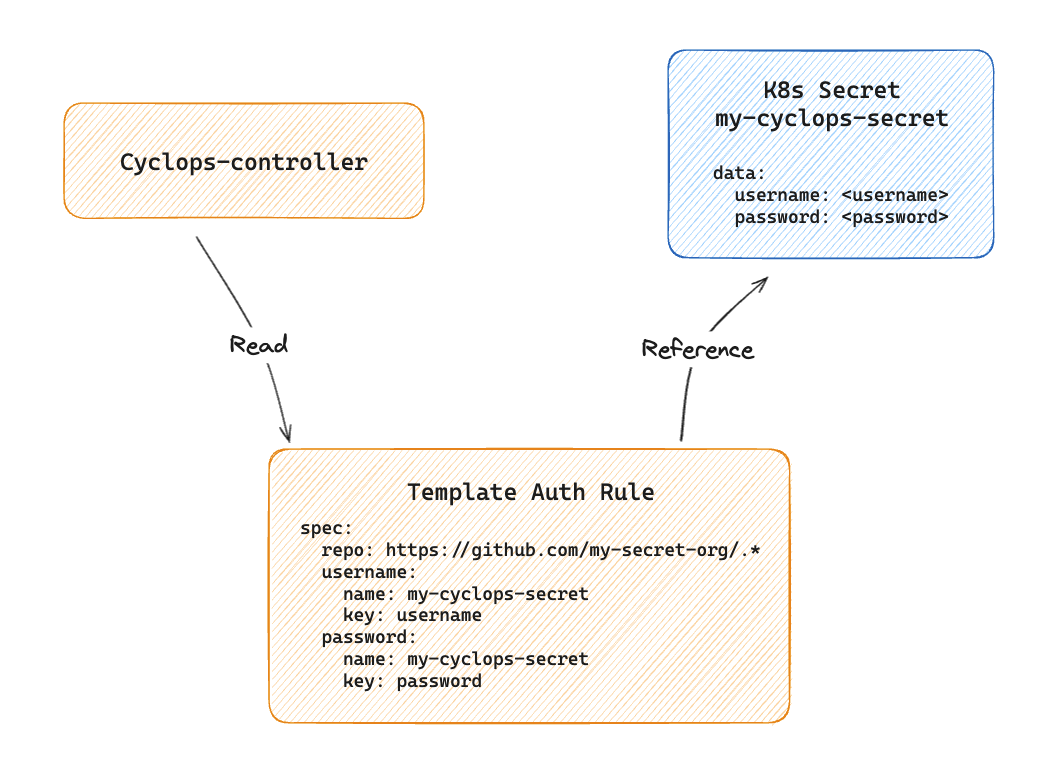 Cyclops-controller
K8s Secret
my-cyclops-secret
data:
  username: <username>
  password: <password>
Read
Reference
Template Auth Rule
spec:
  repo: https://github.com/my-secret-org/.*
  username:
    name: my-cyclops-secret
    key: username
  password:
    name: my-cyclops-secret
    key: password